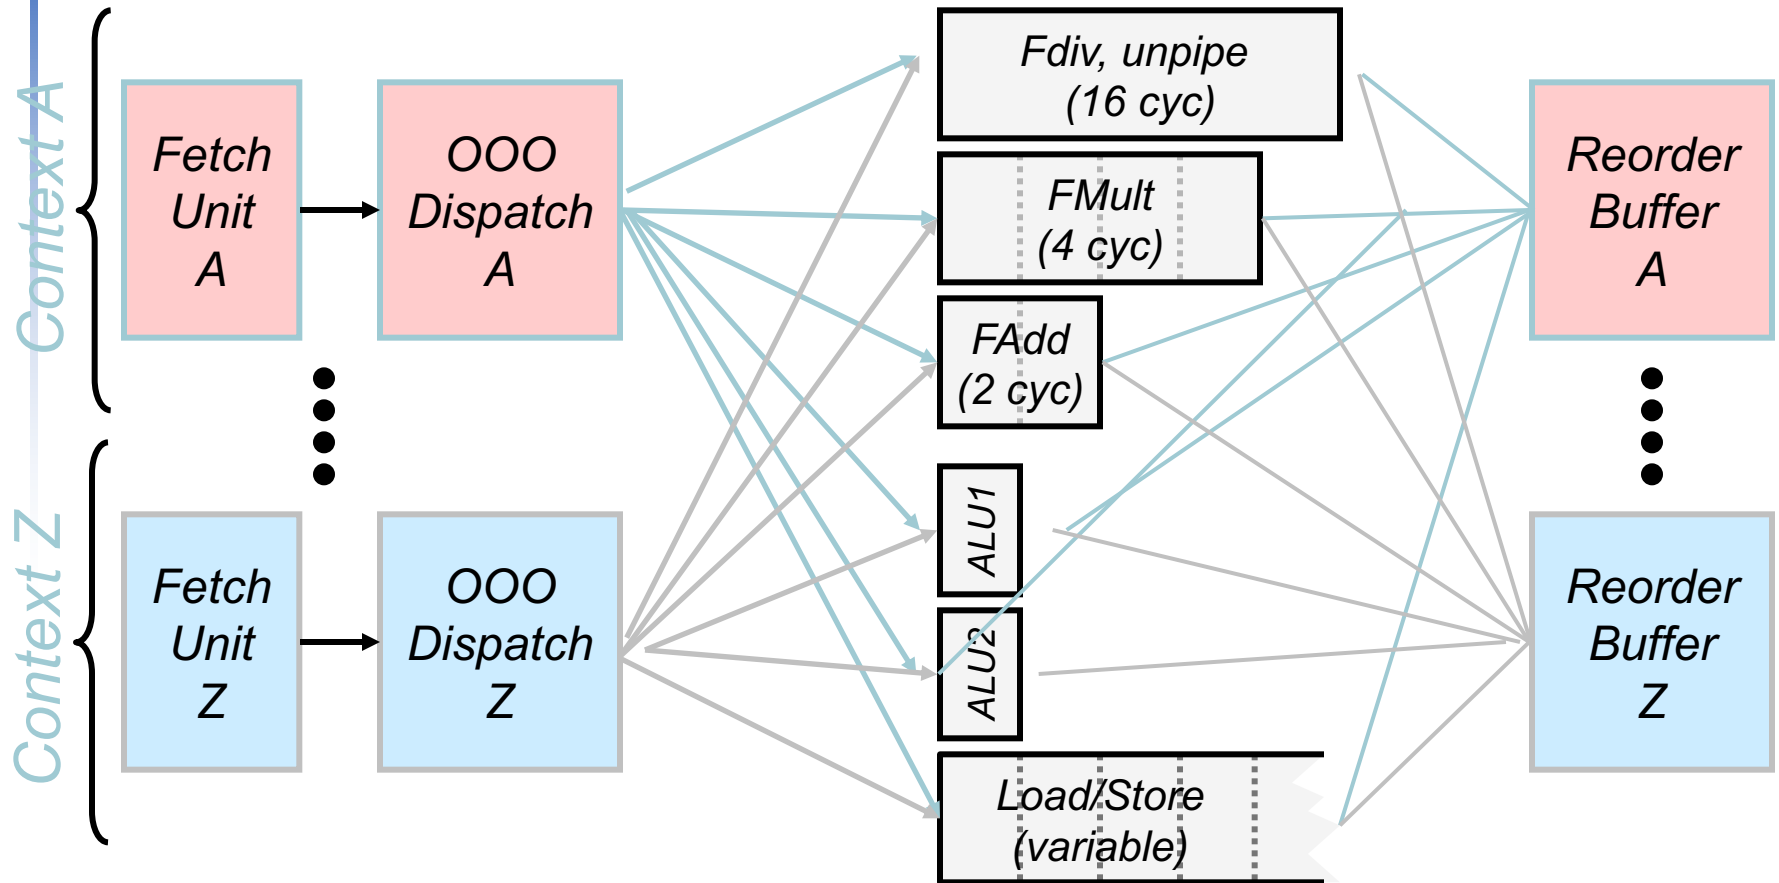 Context A
Fetch
Unit
A
OOO
Dispatch
A
Fdiv, unpipe
(16 cyc)
FMult
(4 cyc)
FAdd
(2 cyc)
Reorder
Buffer
A
Context Z
Fetch
Unit
Z
OOO
Dispatch
Z
ALU1
ALU2
Load/Store
(variable)
Reorder
Buffer
Z